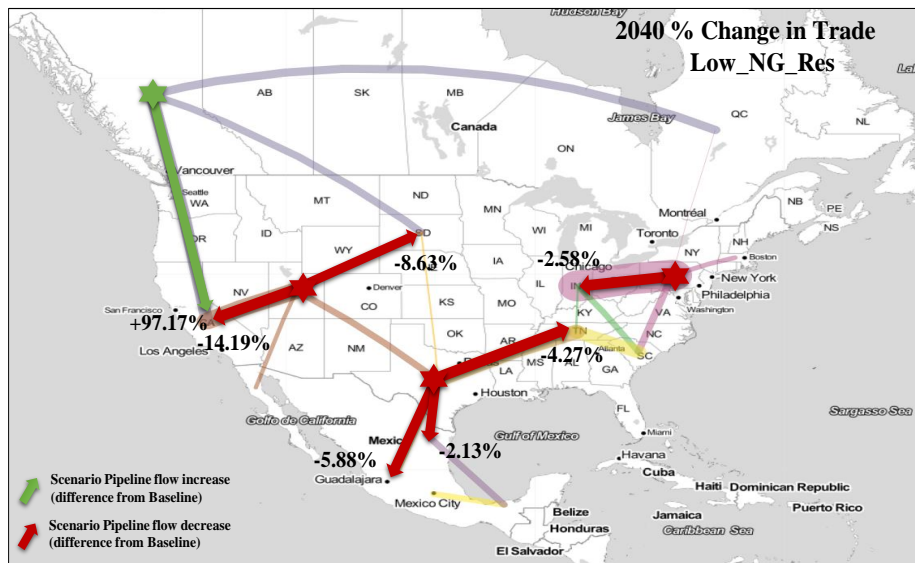 Hudson Bay
2040 % Change in Trade
Low_NG_Res
AB
SK
MB
QC
NL
James Bay
Canada
ON
Vancouver
Seattle
WA
MT
ND
MN
NB
PE
NS
Montréal
OR
ID
SD
WI
MI
Toronto
NY
NH
Boston
WY
-8.63%
NE
IA
-2.58%
Chicago
New York
IL
IN
Philadelphia
NV
Denver
CO
KS
MO
KY
VA
Washington
San Francisco
+97.17%
-14.19%
Los Angeles
AZ
NM
OK
AR
TN
NC
Atlanta
SC
-4.27%
MS
AL
GA
LA
Houston
Sargasso Sea
Golfo de California
FL
Miami
Mexico
-2.13%
Gulf of Mexico
-5.88%
Havana
Cuba
Guadalajara
Mexico City
Haiti
Dominican Republic
Puerto Rico
Jamaica
Caribbean Sea
Belize
Honduras
El Salvador
Scenario Pipeline flow increase
(difference from Baseline)
Scenario Pipeline flow decrease
(difference from Baseline)